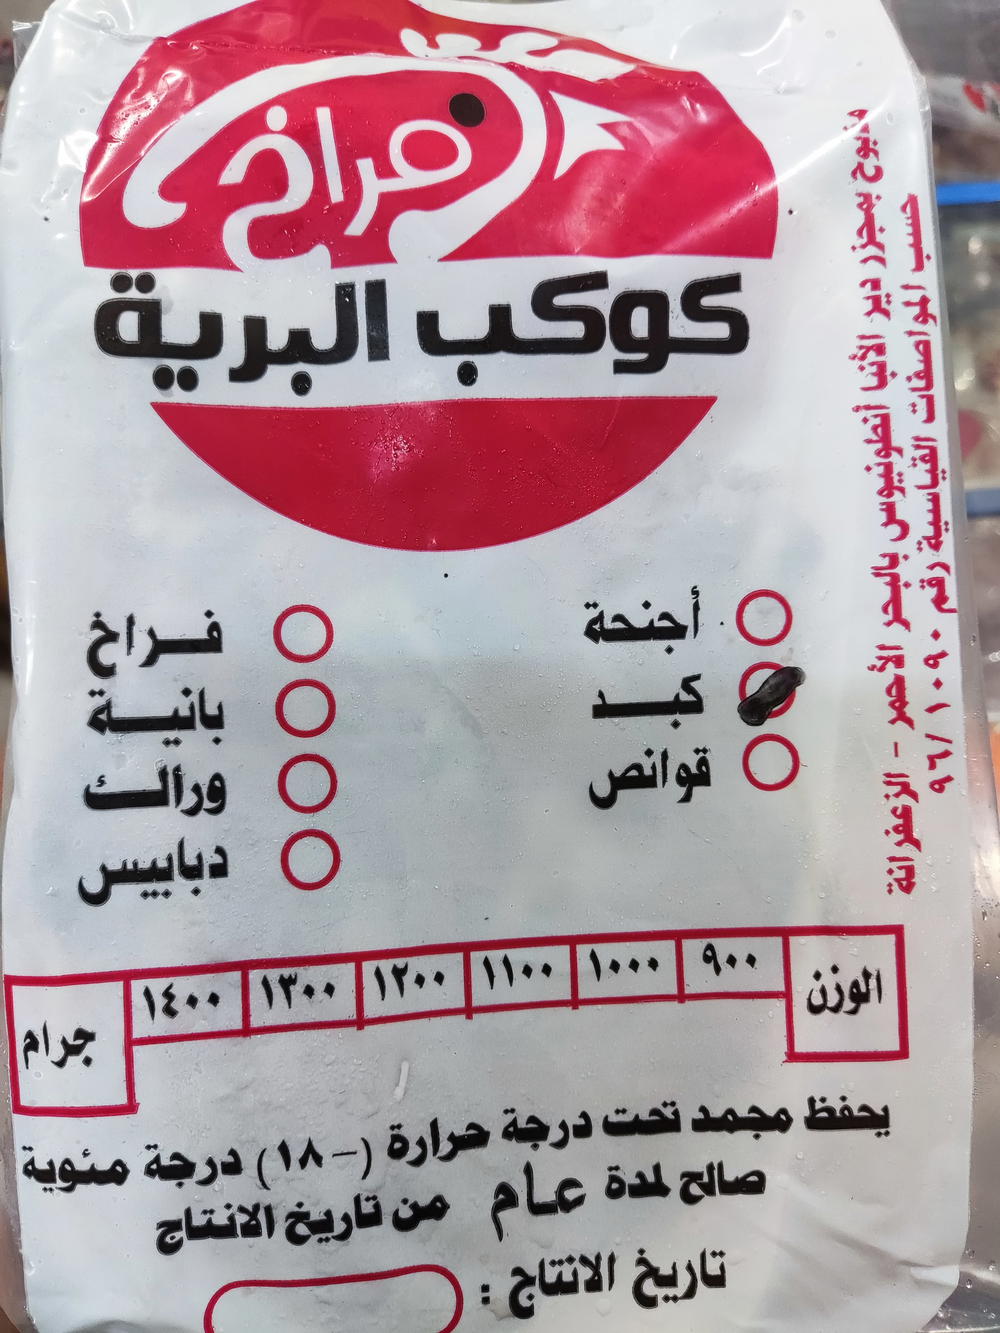 فراخ
كوكب البرية
أجنحة
كبد
قوانص
فراخ
بانية
وراك
دبابيس
الوزن ٩٠٠ ١٠٠٠ ١١٠٠ ١٢٠٠ ١٣٠٠ ١٤٠٠ جرام
يحفظ مجمد تحت درجة حرارة (-١٨) درجة مئوية
صالح لمدة عام من تاريخ الانتاج
تاريخ الانتاج :
مذبوح بمجزر دير الأنبا أنطونيوس بالبحر الأحمر - الزعفرانة
حسب المواصفات القياسية رقم ١٠٩٠ / ٩٦